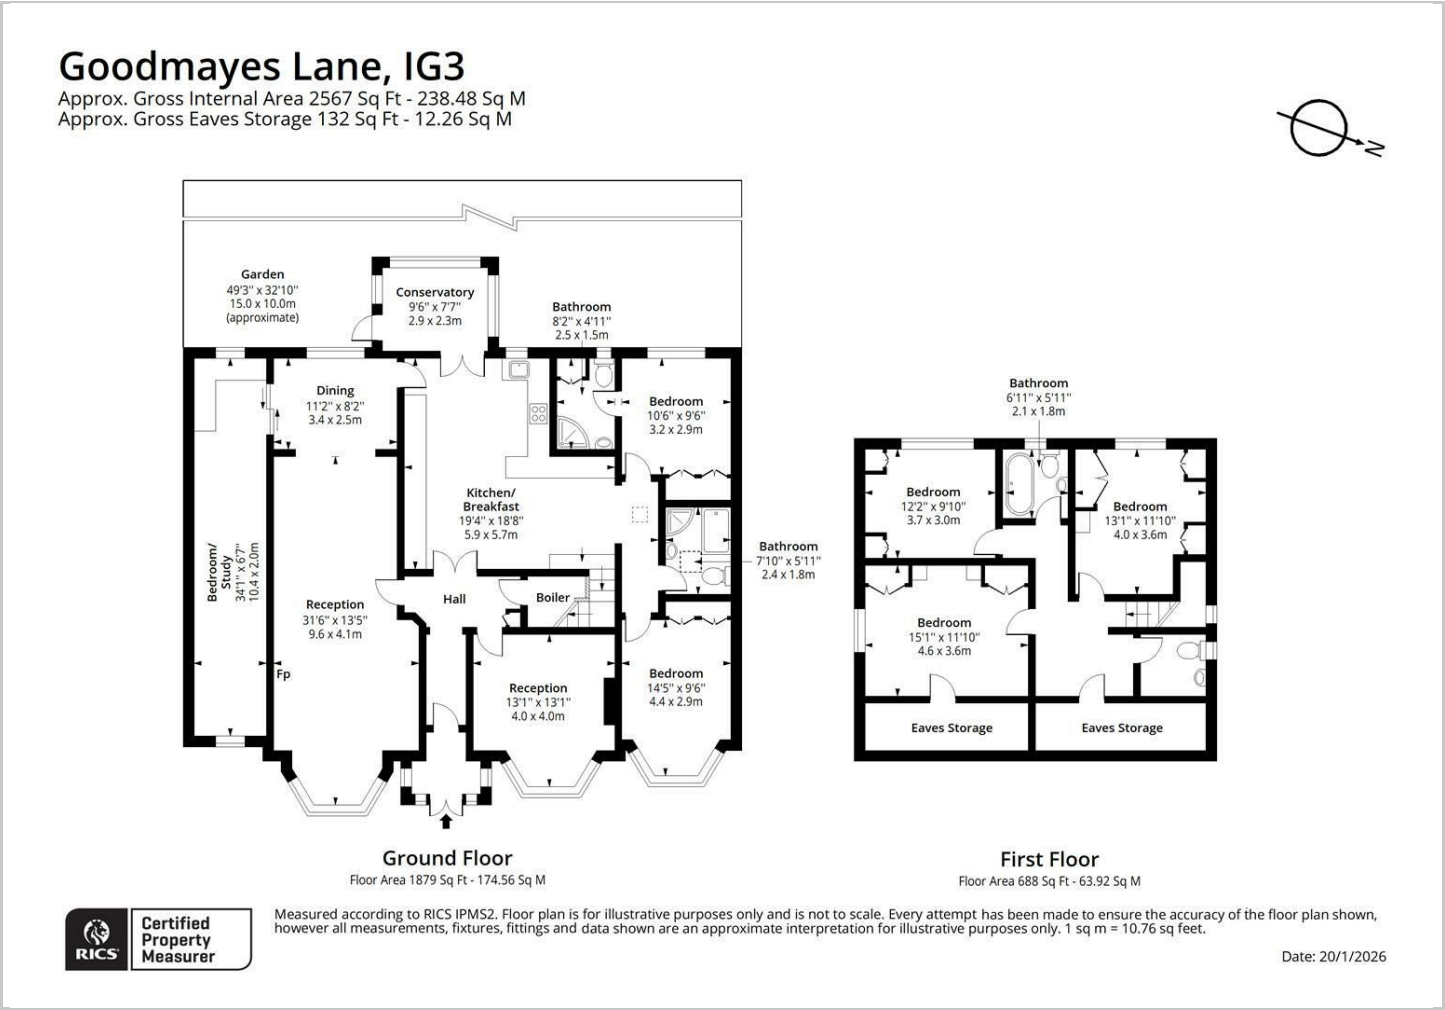 Goodmayes Lane, IG3
Approx. Gross Internal Area 2567 Sq Ft - 238.48 Sq M
Approx. Gross Eaves Storage 132 Sq Ft - 12.26 Sq M
N
Garden
49'3'' x 32'10''
15.0 x 10.0m
(approximate)
Conservatory
9'6'' x 7'7''
2.9 x 2.3m
Bathroom
8'2'' x 4'11''
2.5 x 1.5m
Dining
11'2'' x 8'2''
3.4 x 2.5m
Bedroom
10'6'' x 9'6''
3.2 x 2.9m
Kitchen/
Breakfast
19'4'' x 18'8''
5.9 x 5.7m
Bedroom/
Study
34'1'' x 6'7''
10.4 x 2.0m
Bathroom
7'10'' x 5'11''
2.4 x 1.8m
Reception
31'6'' x 13'5''
9.6 x 4.1m
Hall
Boiler
Fp
Reception
13'1'' x 13'1''
4.0 x 4.0m
Bedroom
14'5'' x 9'6''
4.4 x 2.9m
Ground Floor
Floor Area 1879 Sq Ft - 174.56 Sq M
Bathroom
6'11'' x 5'11''
2.1 x 1.8m
Bedroom
12'2'' x 9'10''
3.7 x 3.0m
Bedroom
13'1'' x 11'10''
4.0 x 3.6m
Bedroom
15'1'' x 11'10''
4.6 x 3.6m
Eaves Storage
Eaves Storage
First Floor
Floor Area 688 Sq Ft - 63.92 Sq M
RICS
Certified
Property
Measurer
Measured according to RICS IPMS2. Floor plan is for illustrative purposes only and is not to scale. Every attempt has been made to ensure the accuracy of the floor plan shown,
however all measurements, fixtures, fittings and data shown are an approximate interpretation for illustrative purposes only. 1 sq m = 10.76 sq feet.
Date: 20/1/2026